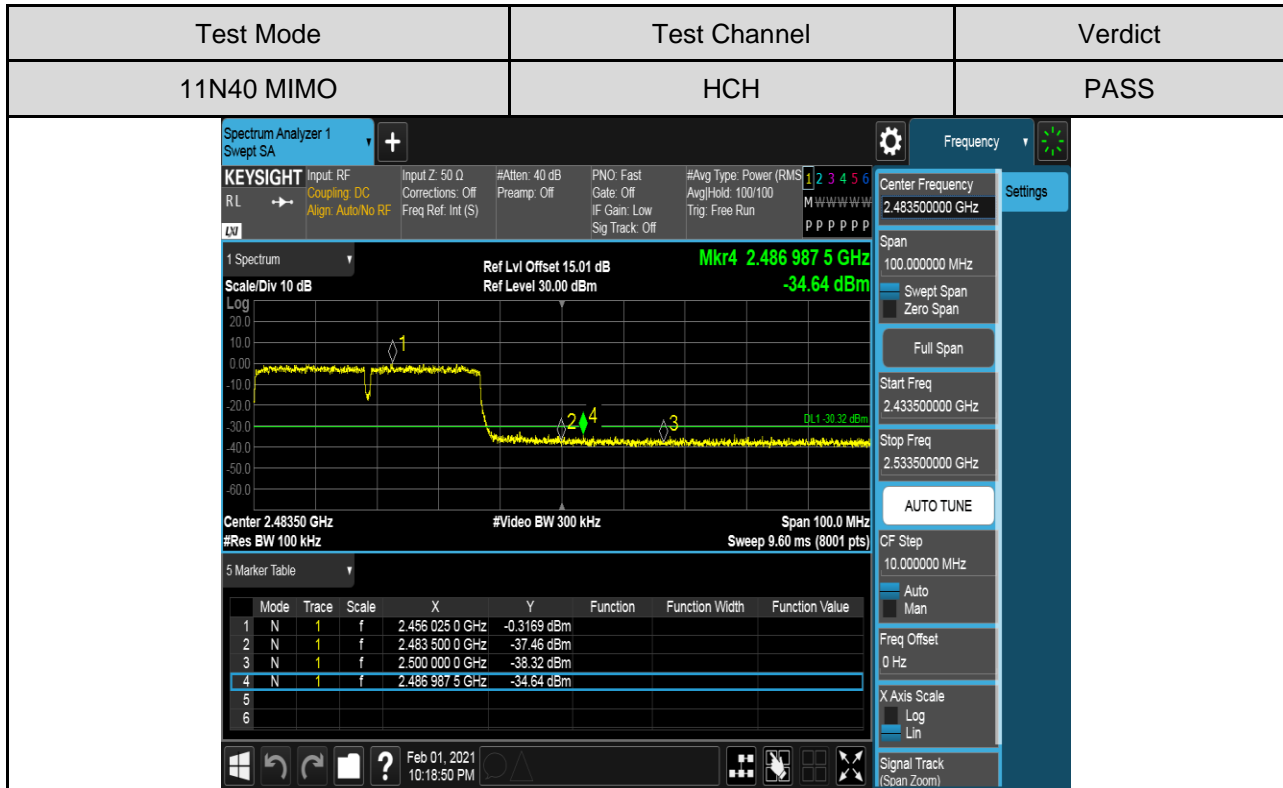 Test Mode Test Channel Verdict
11N40 MIMO HCH PASS
Spectrum Analyzer 1
Swept SA
+
Frequency
KEYSIGHT Input: RF Input Z: 50 Ω #Atten: 40 dB PNO: Fast #Avg Type: Power (RMS 1 2 3 4 5 6
RL Coupling: DC Corrections: Off Preamp: Off Gate: Off Avg|Hold: 100/100 M W W W W W
Align: Auto/No RF Freq Ref: Int (S) IF Gain: Low Trig: Free Run
LXI Sig Track: Off P P P P P P
Center Frequency
2.483500000 GHz
Settings
1 Spectrum
Ref Lvl Offset 15.01 dB Mkr4 2.486 987 5 GHz
Scale/Div 10 dB Ref Level 30.00 dBm -34.64 dBm
Log
20.0
10.0
0.00
-10.0
-20.0
-30.0
-40.0
-50.0
-60.0
1
2 4 3
DL1 -30.32 dBm
Center 2.48350 GHz #Video BW 300 kHz Span 100.0 MHz
#Res BW 100 kHz Sweep 9.60 ms (8001 pts)
Span
100.000000 MHz
Swept Span
Zero Span
Full Span
Start Freq
2.433500000 GHz
Stop Freq
2.533500000 GHz
AUTO TUNE
CF Step
10.000000 MHz
Auto
Man
Freq Offset
0 Hz
X Axis Scale
Log
Lin
Signal Track
(Span Zoom)
5 Marker Table
Mode Trace Scale X Y Function Function Width Function Value
1 N 1 f 2.456 025 0 GHz -0.3169 dBm
2 N 1 f 2.483 500 0 GHz -37.46 dBm
3 N 1 f 2.500 000 0 GHz -38.32 dBm
4 N 1 f 2.486 987 5 GHz -34.64 dBm
5
6
? Feb 01, 2021
10:18:50 PM